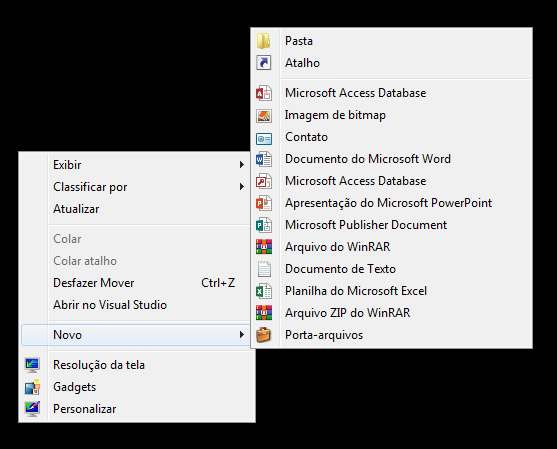 Exibir
Classificar por
Atualizar
Colar
Colar atalho
Desfazer Mover Ctrl+Z
Abrir no Visual Studio
Novo
Resolução da tela
Gadgets
Personalizar
Pasta
Atalho
Microsoft Access Database
Imagem de bitmap
Contato
Documento do Microsoft Word
Microsoft Access Database
Apresentação do Microsoft PowerPoint
Microsoft Publisher Document
Arquivo do WinRAR
Documento de Texto
Planilha do Microsoft Excel
Arquivo ZIP do WinRAR
Porta-arquivos